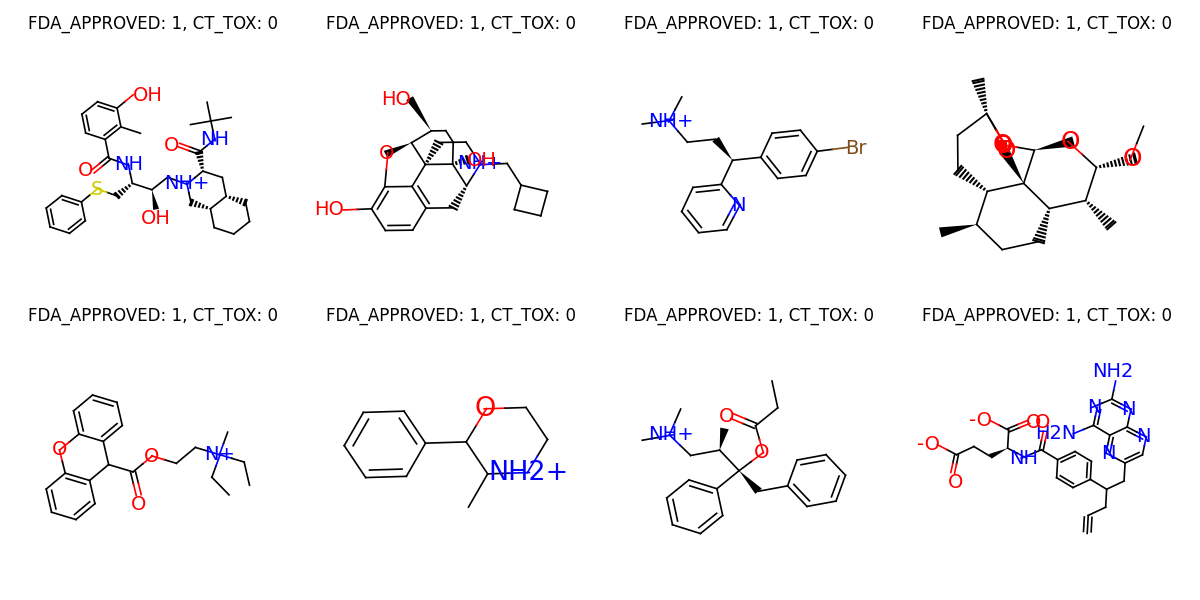 FDA_APPROVED: 1, CT_TOX: 0
FDA_APPROVED: 1, CT_TOX: 0
FDA_APPROVED: 1, CT_TOX: 0
FDA_APPROVED: 1, CT_TOX: 0
OH
O
NH
O
NH
NH+
S
OH
HO
O
NH+
OH
HO
NH+
N
Br
O
O
O
O
FDA_APPROVED: 1, CT_TOX: 0
FDA_APPROVED: 1, CT_TOX: 0
FDA_APPROVED: 1, CT_TOX: 0
FDA_APPROVED: 1, CT_TOX: 0
O
O
O
N+
O
NH2+
NH+
O
O
NH2
N
N
H2N
N
N
-O
O
O
-O
O
NH